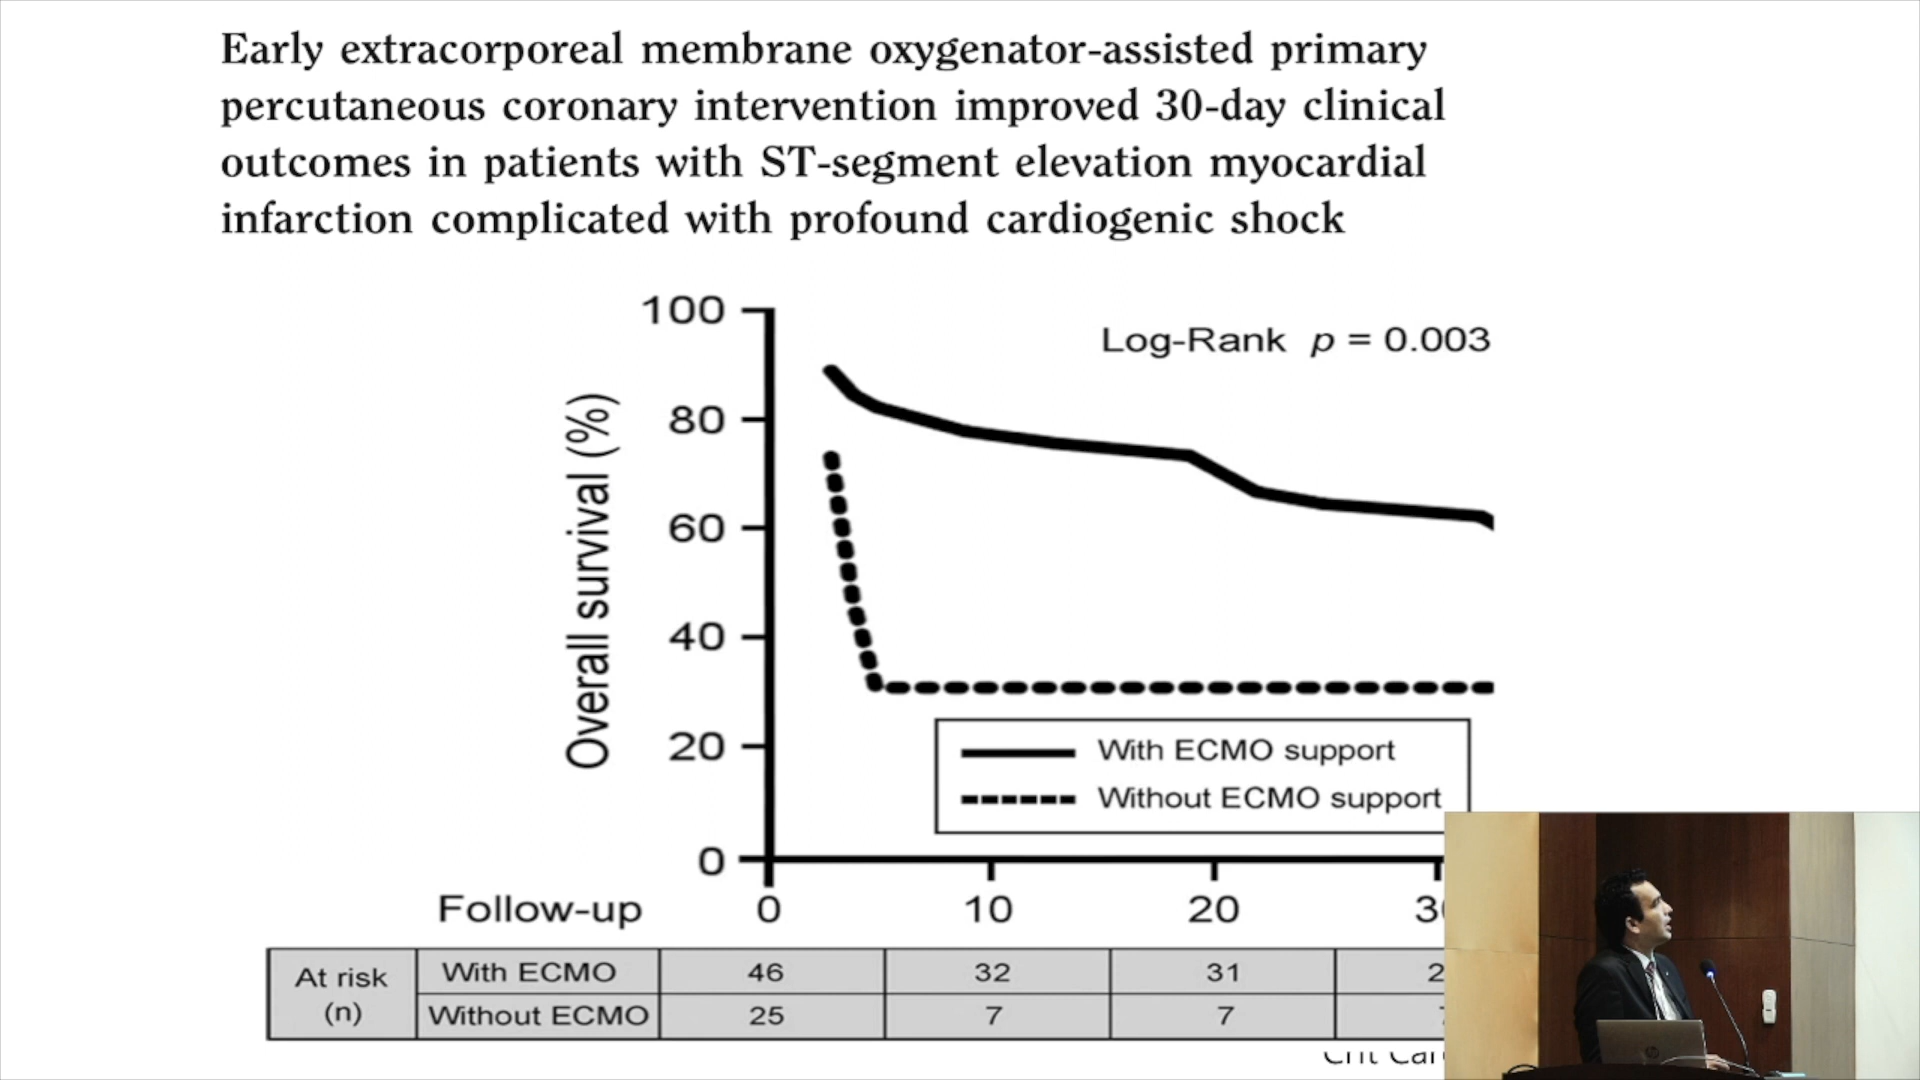 Early extracorporeal membrane oxygenator-assisted primary
percutaneous coronary intervention improved 30-day clinical
outcomes in patients with ST-segment elevation myocardial
infarction complicated with profound cardiogenic shock
100
Log-Rank p = 0.003
80
60
40
20
0
Overall survival (%)
With ECMO support
Without ECMO support
Follow-up 0 10 20
At risk (n)
With ECMO 46 32 31
Without ECMO 25 7 7